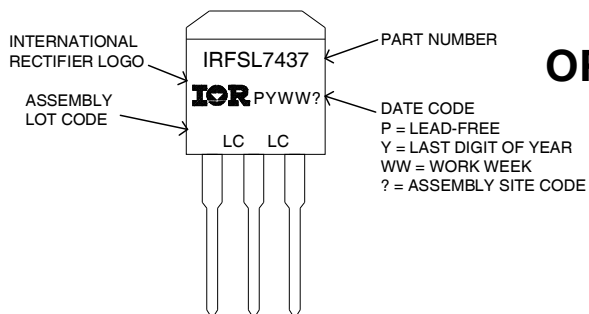 INTERNATIONAL
RECTIFIER LOGO
ASSEMBLY
LOT CODE
IRFSL7437
IOR PYWW?
LC LC
PART NUMBER
DATE CODE
P = LEAD-FREE
Y = LAST DIGIT OF YEAR
WW = WORK WEEK
? = ASSEMBLY SITE CODE